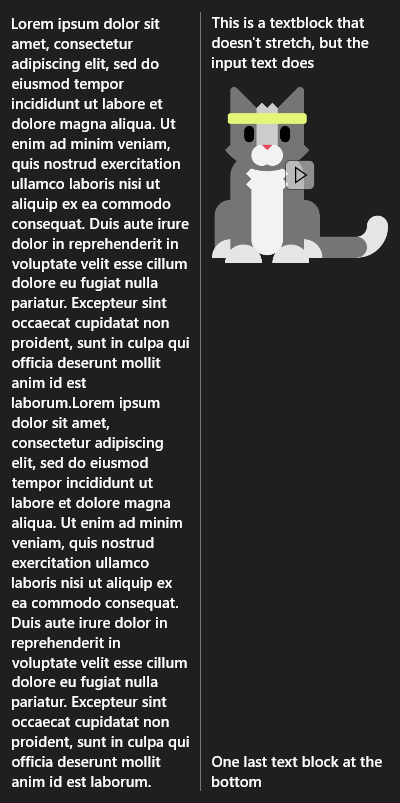 Lorem ipsum dolor sit
amet, consectetur
adipiscing elit, sed do
eiusmod tempor
incididunt ut labore et
dolore magna aliqua. Ut
enim ad minim veniam,
quis nostrud exercitation
ullamco laboris nisi ut
aliquip ex ea commodo
consequat. Duis aute irure
dolor in reprehenderit in
voluptate velit esse cillum
dolore eu fugiat nulla
pariatur. Excepteur sint
occaecat cupidatat non
proident, sunt in culpa qui
officia deserunt mollit
anim id est
laborum.Lorem ipsum
dolor sit amet,
consectetur adipiscing
elit, sed do eiusmod
tempor incididunt ut
labore et dolore magna
aliqua. Ut enim ad minim
veniam, quis nostrud
exercitation ullamco
laboris nisi ut aliquip ex
ea commodo consequat.
Duis aute irure dolor in
reprehenderit in
voluptate velit esse cillum
dolore eu fugiat nulla
pariatur. Excepteur sint
occaecat cupidatat non
proident, sunt in culpa qui
officia deserunt mollit
anim id est laborum.
This is a textblock that
doesn't stretch, but the
input text does
One last text block at the
bottom